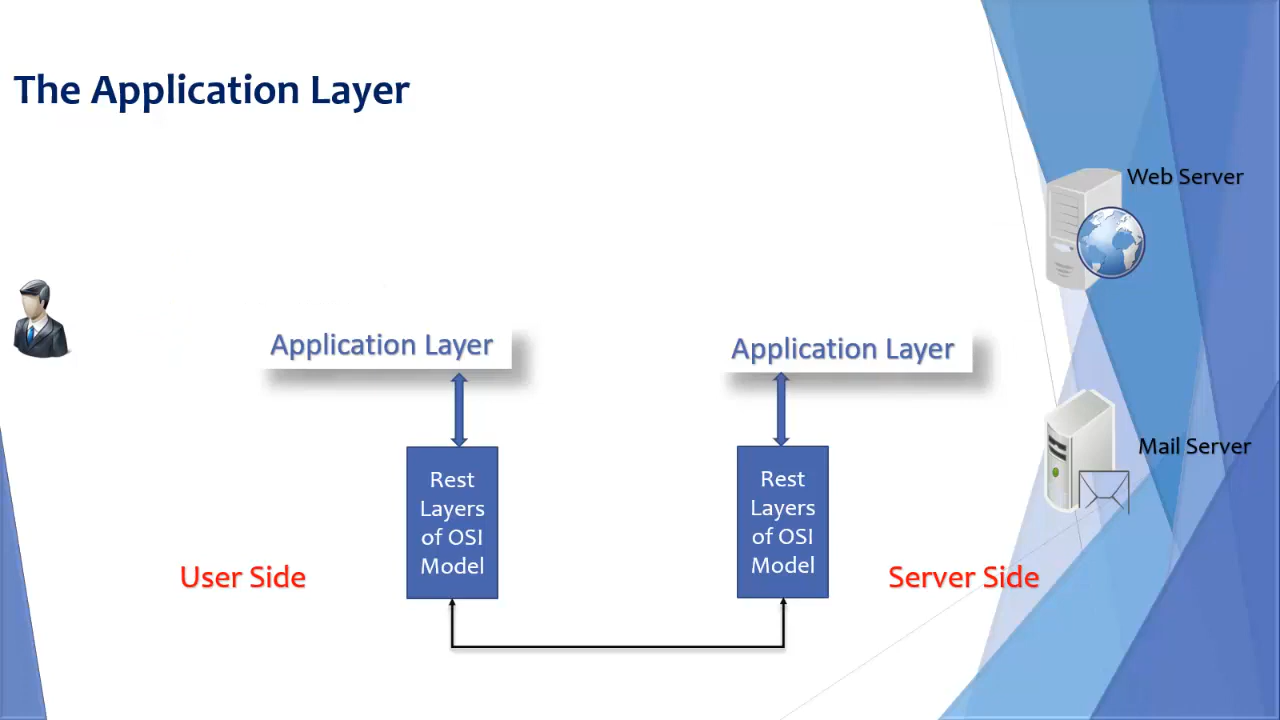 The Application Layer
Web Server
Application Layer
Application Layer
Mail Server
Rest
Layers
of OSI
Model
Rest
Layers
of OSI
Model
User Side
Server Side